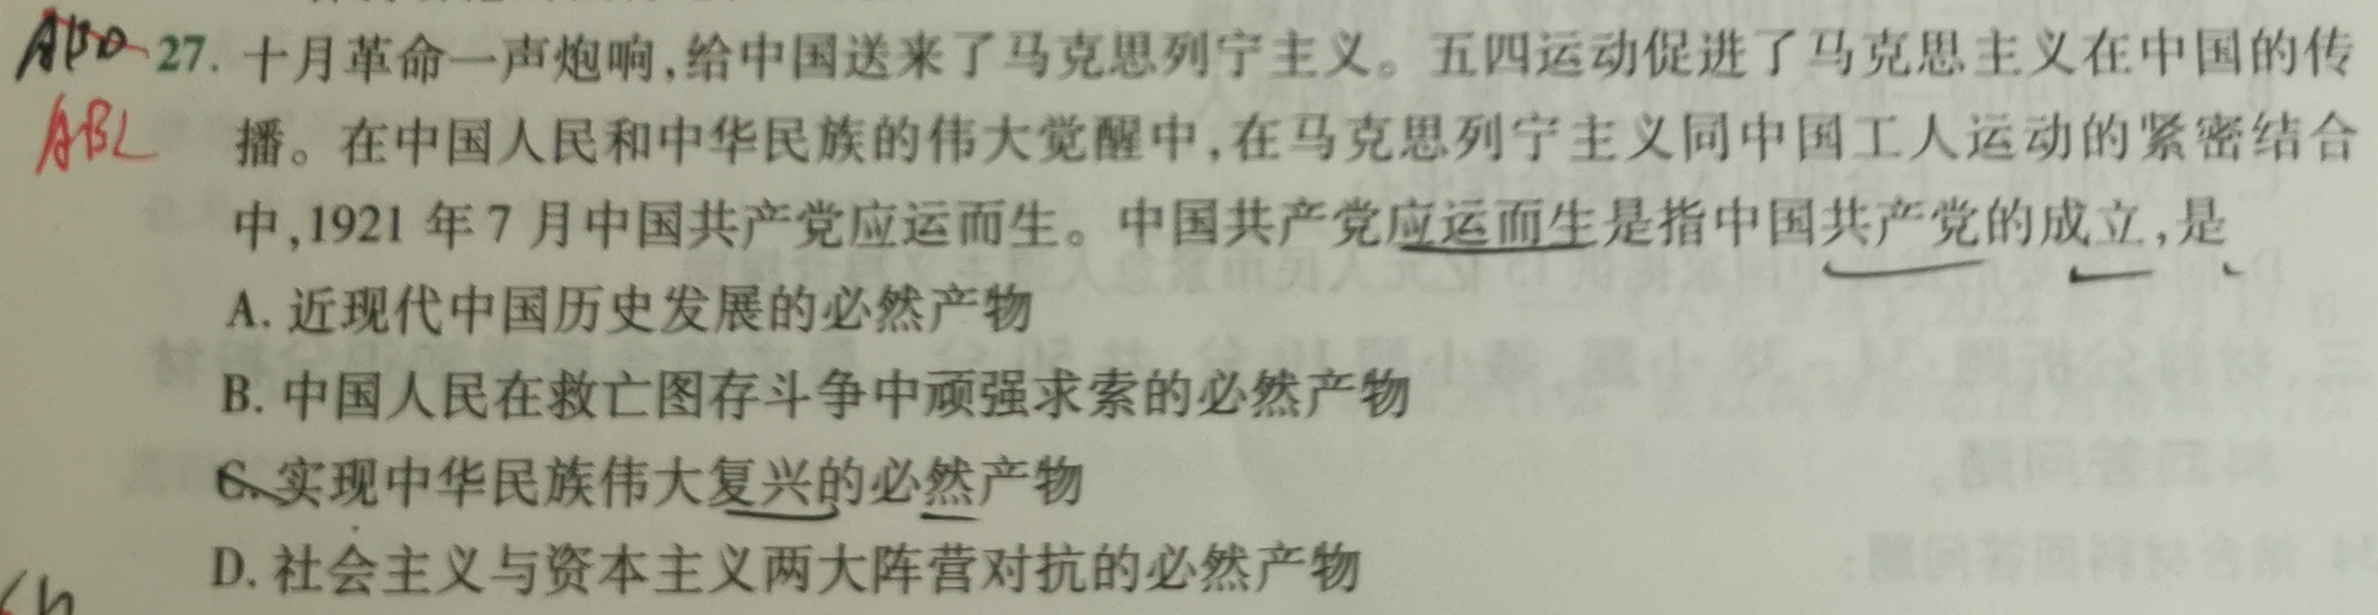 ABD 27. 十月革命一声炮响,给中国送来了马克思列宁主义。五四运动促进了马克思主义在中国的传
ABC 播。在中国人民和中华民族的伟大觉醒中,在马克思列宁主义同中国工人运动的紧密结合
中,1921 年 7 月中国共产党应运而生。中国共产党应运而生是指中国共产党的成立,是
A. 近现代中国历史发展的必然产物
B. 中国人民在救亡图存斗争中顽强求索的必然产物
C. 实现中华民族伟大复兴的必然产物
D. 社会主义与资本主义两大阵营对抗的必然产物